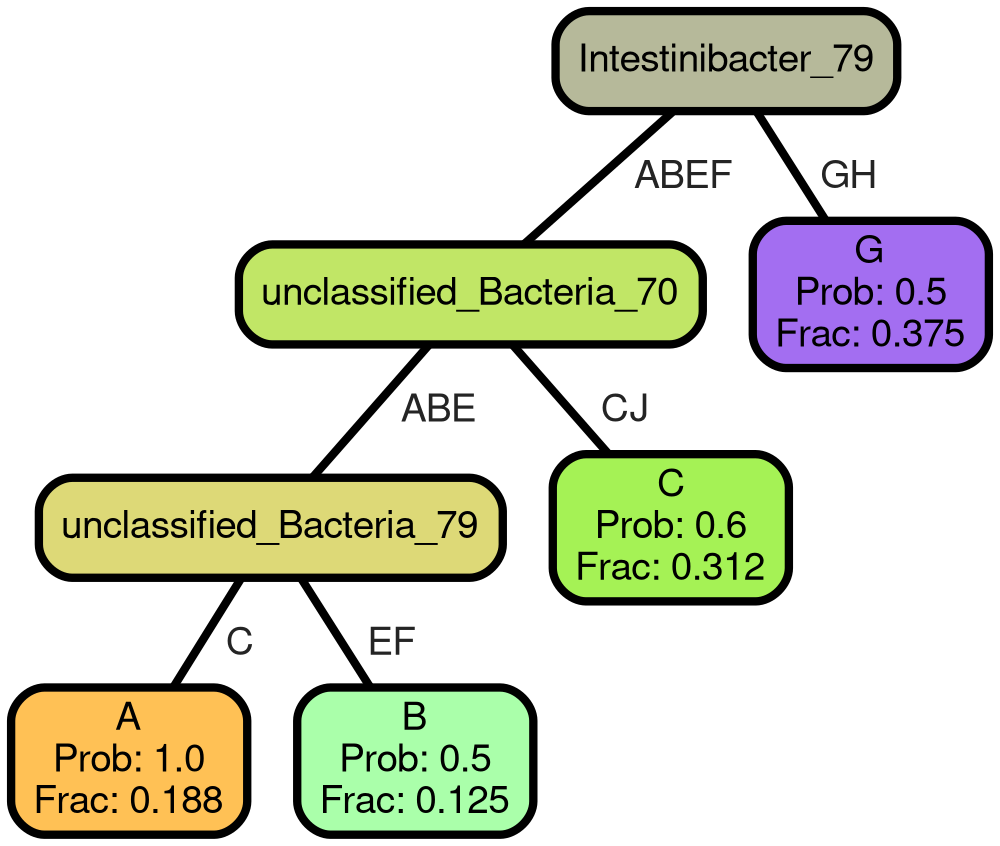 Intestinibacter_79
ABEF
GH
unclassified_Bacteria_70
G
Prob: 0.5
Frac: 0.375
ABE
CJ
unclassified_Bacteria_79
C
Prob: 0.6
Frac: 0.312
C
EF
A
Prob: 1.0
Frac: 0.188
B
Prob: 0.5
Frac: 0.125